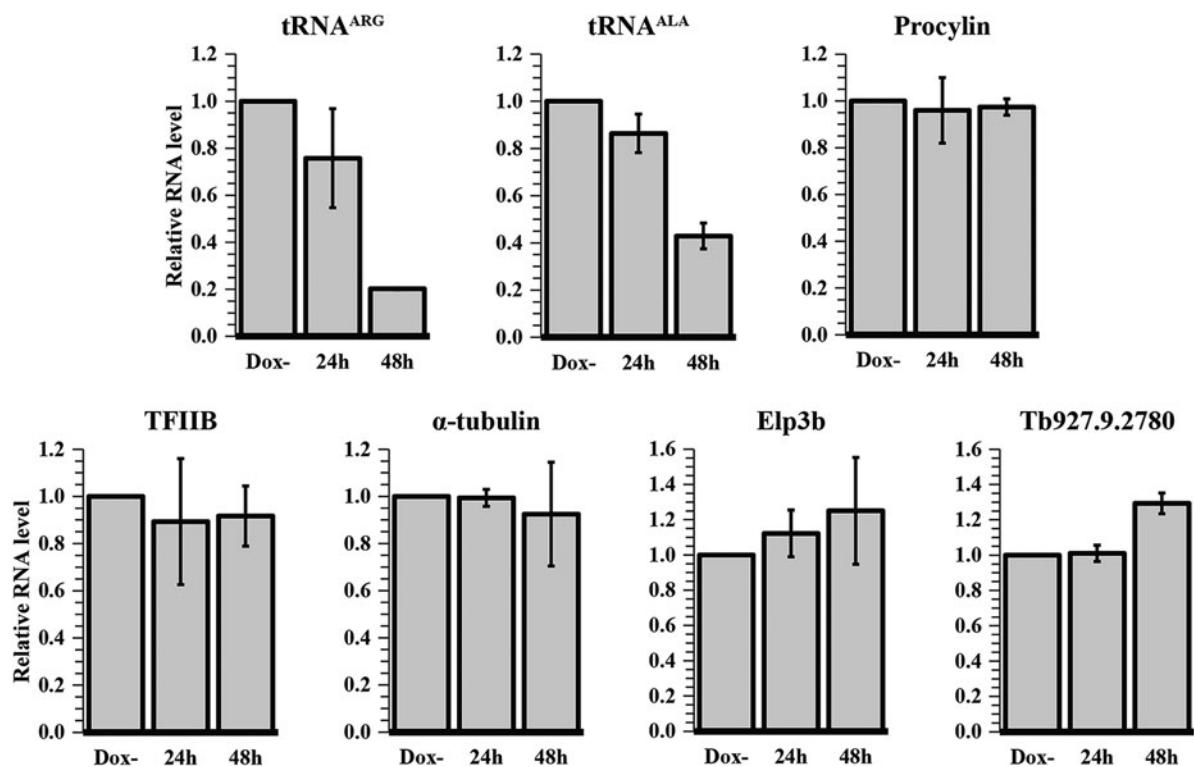 tRNA^ARG tRNA^ALA Procylin
Relative RNA level
1.2 1.2 1.2
1.0 1.0 1.0
0.8 0.8 0.8
0.6 0.6 0.6
0.4 0.4 0.4
0.2 0.2 0.2
0.0 0.0 0.0
Dox- 24h 48h Dox- 24h 48h Dox- 24h 48h
TFIIB α-tubulin Elp3b Tb927.9.2780
Relative RNA level
1.2 1.2 1.6 1.6
1.0 1.0 1.4 1.4
0.8 0.8 1.2 1.2
0.6 0.6 1.0 1.0
0.4 0.4 0.8 0.8
0.2 0.2 0.6 0.6
0.0 0.0 0.4 0.4
0.2 0.2
0.0 0.0
Dox- 24h 48h Dox- 24h 48h Dox- 24h 48h Dox- 24h 48h